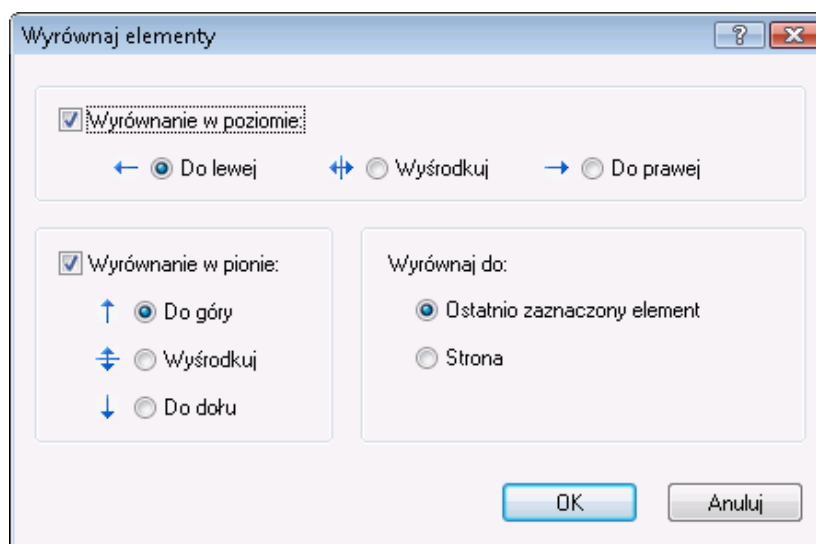 Wyrównaj elementy
Wyrównanie w poziomie:
Do lewej Wyśrodkuj Do prawej
Wyrównanie w pionie:
Do góry
Wyśrodkuj
Do dołu
Wyrównaj do:
Ostatnio zaznaczony element
Strona
OK Anuluj